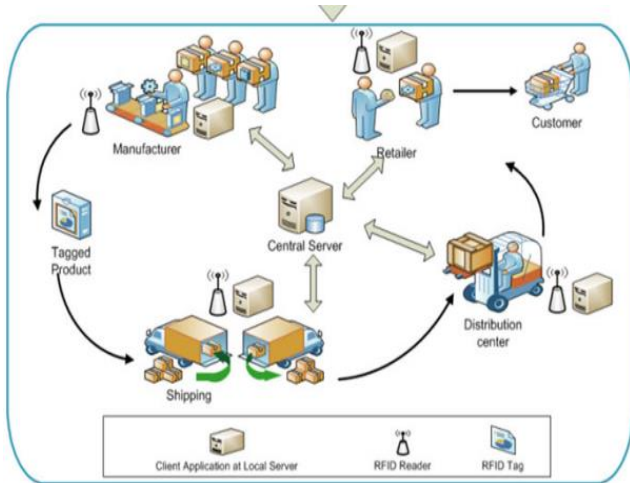 Manufacturer
Retailer
Customer
Central Server
Tagged
Product
Distribution
center
Shipping
Client Application at Local Server
RFID Reader
RFID Tag